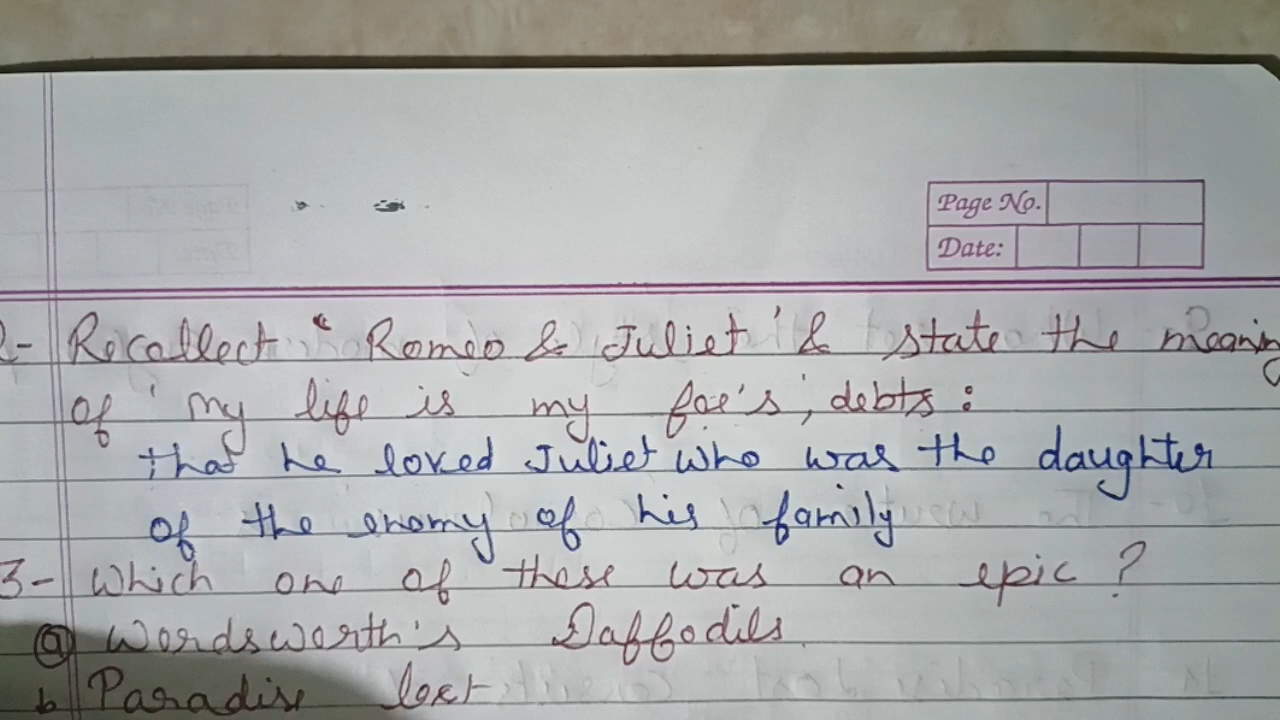 Page No.
Date:
2- Recollect "Romeo & Juliet' & state the meaning
of 'my life is my foe's', debts:
that he loved Juliet who was the daughter
of the enemy of his family
3- Which one of these was an epic?
(a) Wordsworth's Daffodils.
b Paradise lost